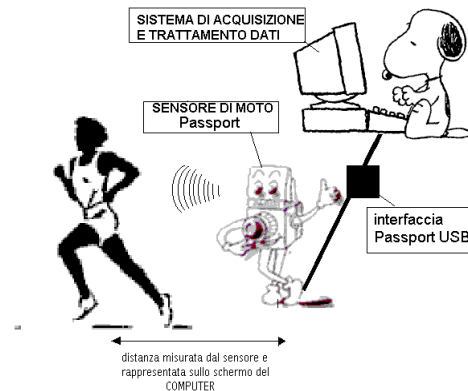 SISTEMA DI ACQUISIZIONE
E TRATTAMENTO DATI
SENSORE DI MOTO
Passport
interfaccia
Passport USB
distanza misurata dal sensore e
rappresentata sullo schermo del
COMPUTER